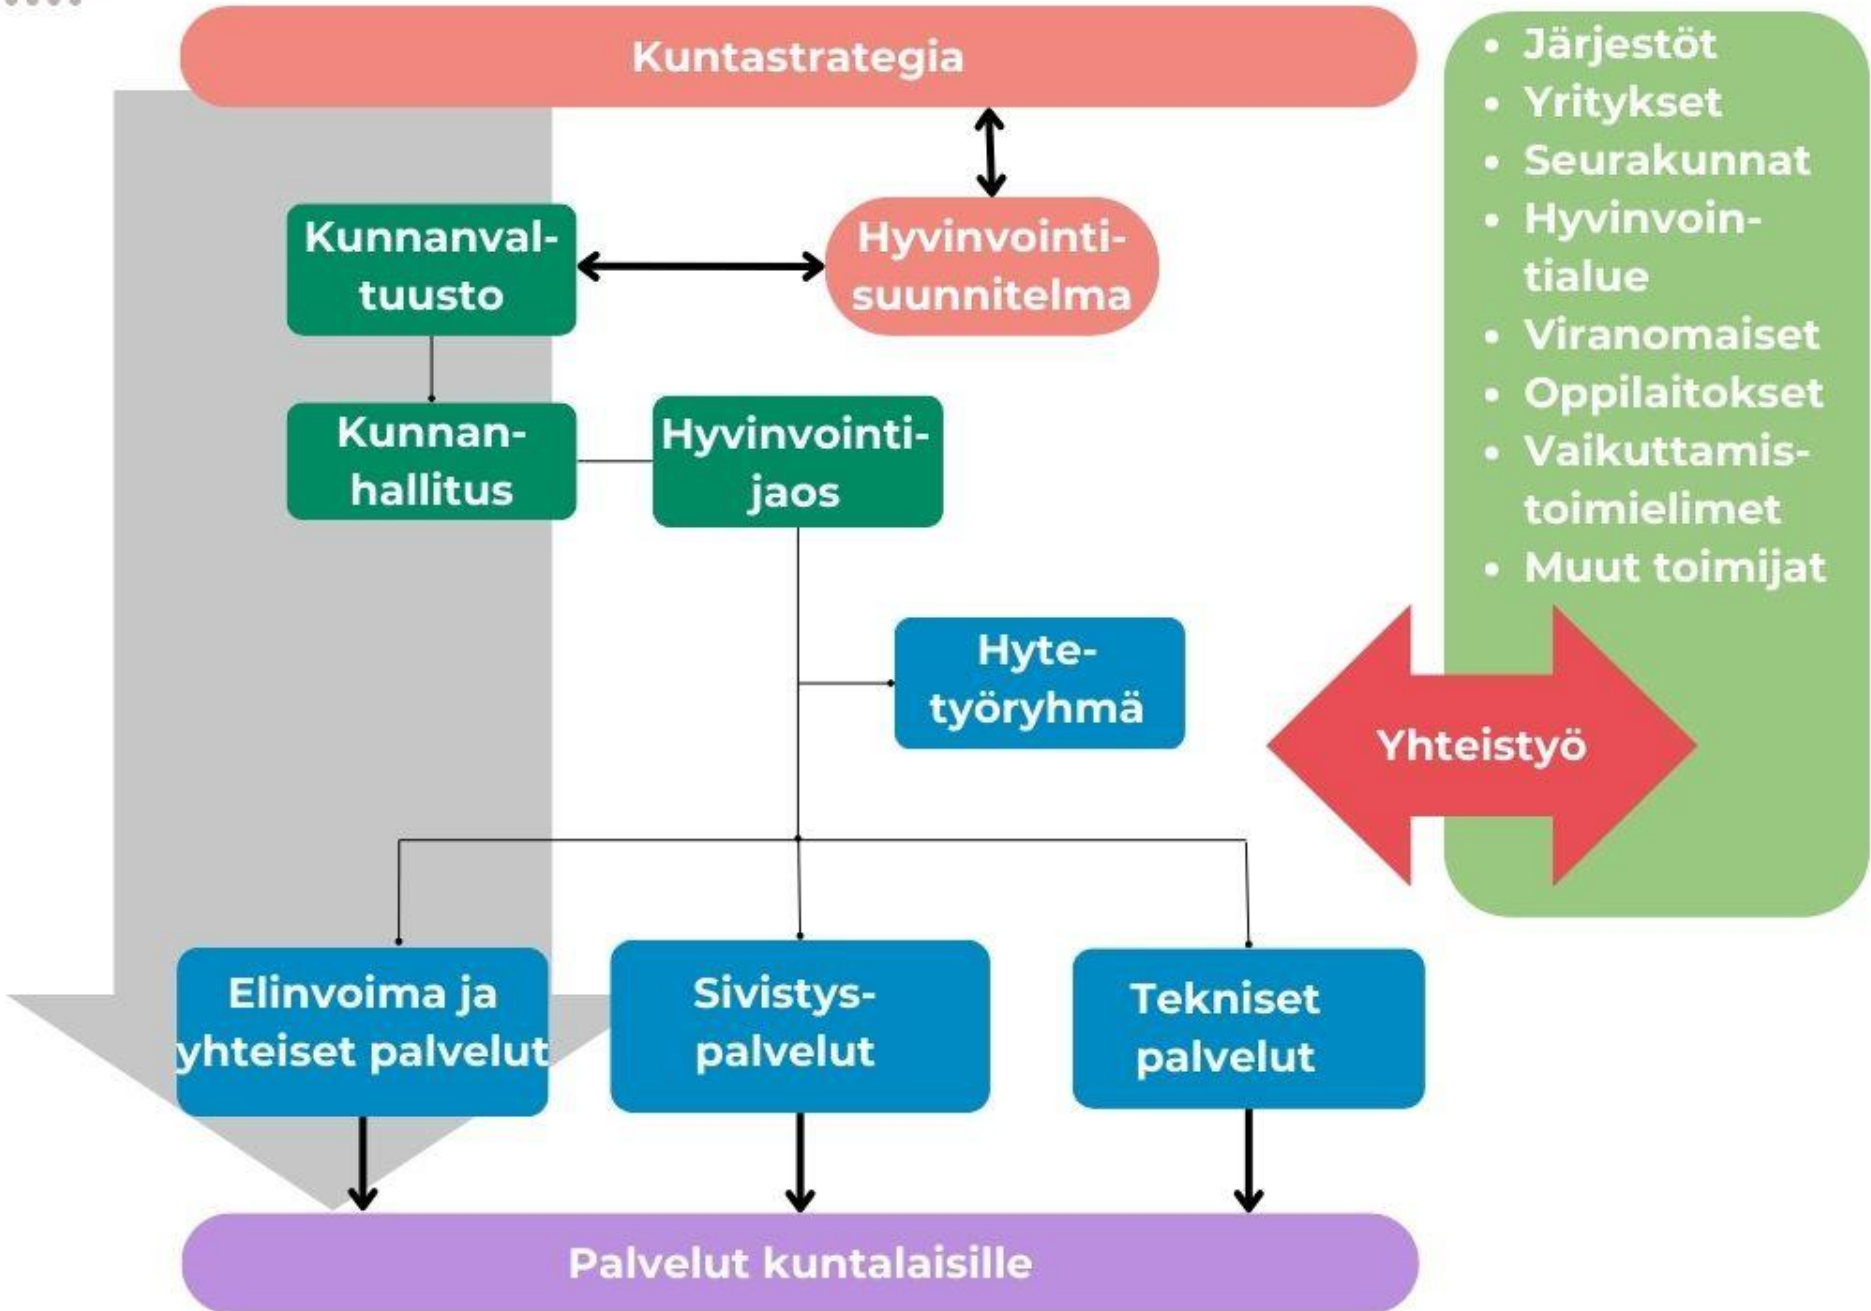 Kuntastrategia
Kunnanval-
tuusto
Hyvinvointi-
suunnitelma
Kunnan-
hallitus
Hyvinvointi-
jaos
Hyte-
työryhmä
Elinvoima ja
yhteiset palvelut
Sivistys-
palvelut
Tekniset
palvelut
Palvelut kuntalaisille
• Järjestöt
• Yritykset
• Seurakunnat
• Hyvinvoin-
tialue
• Viranomaiset
• Oppilaitokset
• Vaikuttamis-
toimielimet
• Muut toimijat
Yhteistyö